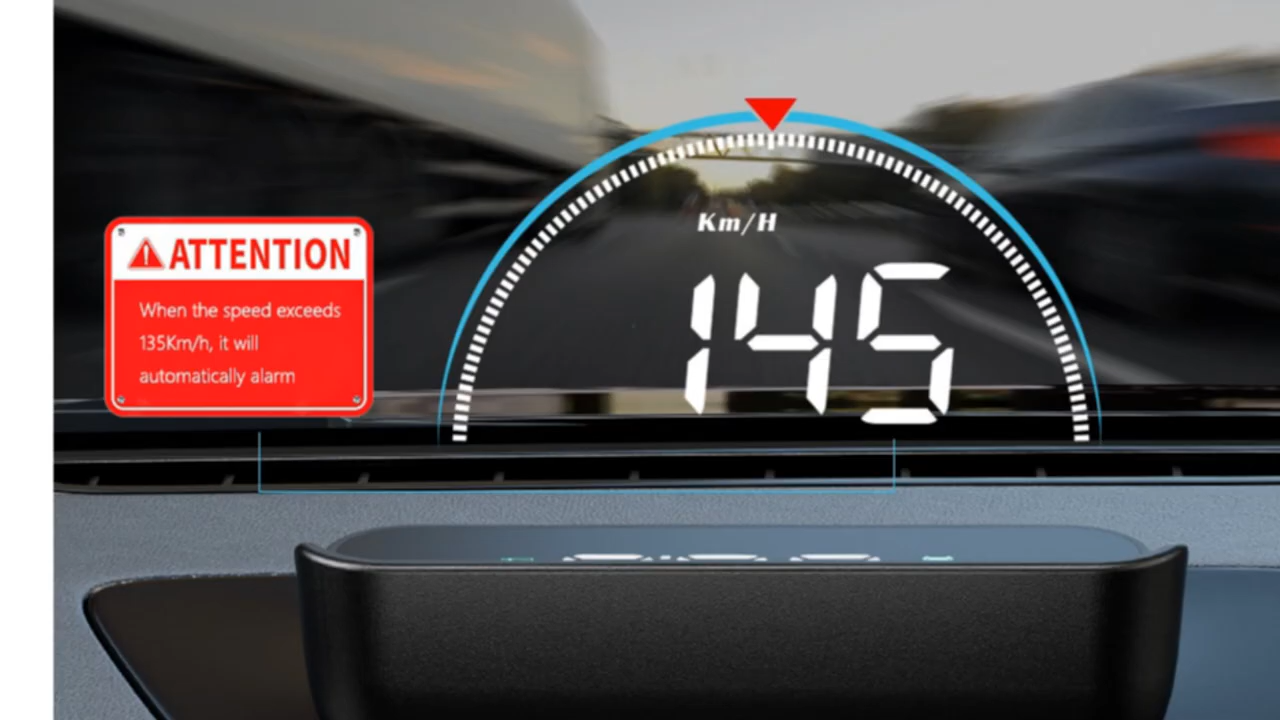 ATTENTION
When the speed exceeds
135Km/h, it will
automatically alarm
Km/H
145